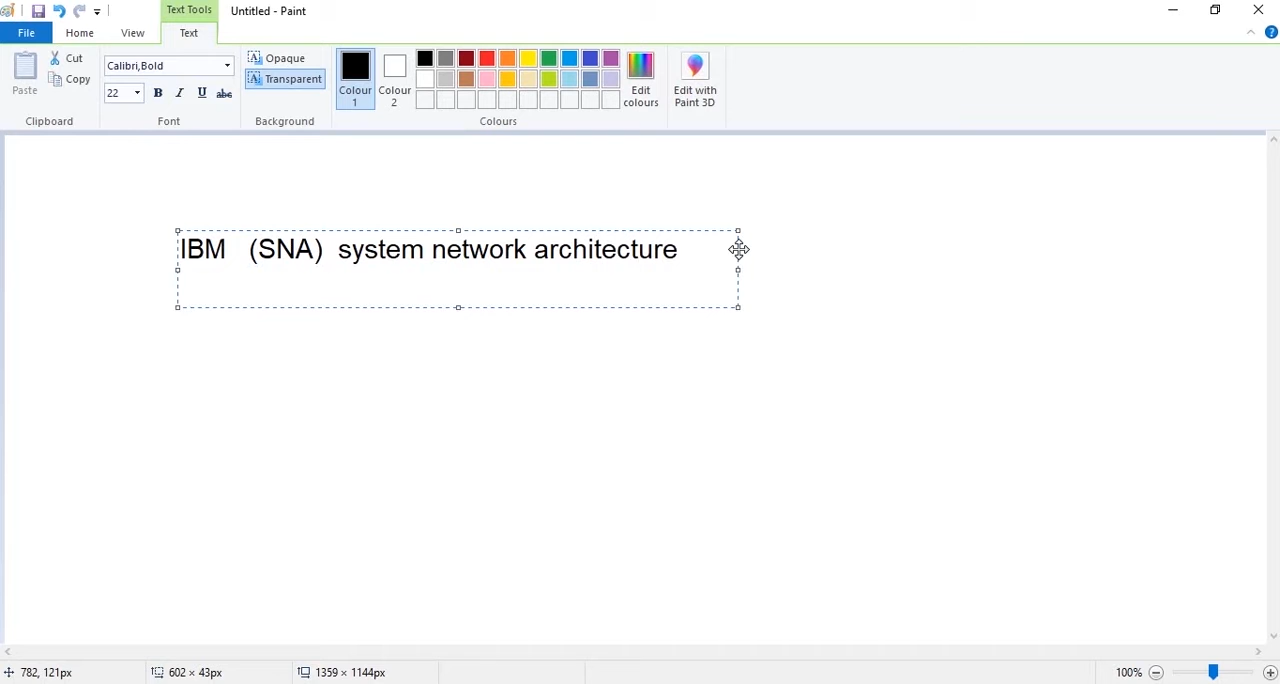 Text Tools Untitled - Paint
File Home View Text
Paste Cut Copy Clipboard
Calibri,Bold
22 B I U abc
Font
Opaque
Transparent
Background
Colour 1 Colour 2 Edit colours
Colours
Edit with Paint 3D
IBM (SNA) system network architecture
782, 121px 602 × 43px 1359 × 1144px 100%